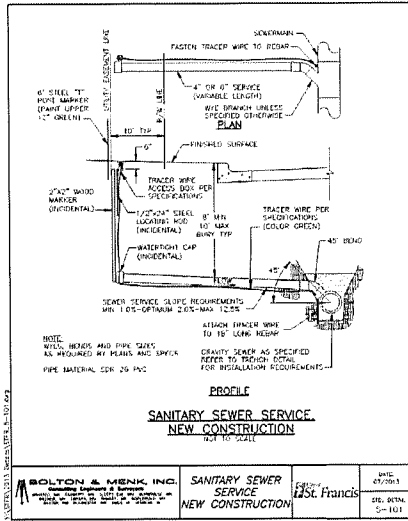 SEWERMAIN
FASTEN TRACER WIRE TO REBAR
UTILITY EASEMENT LINE
R/W LINE
4" OR 6" SERVICE
(VARIABLE LENGTH)
WYE BRANCH UNLESS
SPECIFIED OTHERWISE
PLAN
6' STEEL "T"
POST MARKER
(PAINT UPPER
12" GREEN)
10' TYP
6"
FINISHED SURFACE
TRACER WIRE
ACCESS BOX PER
SPECIFICATIONS
2"X2" WOOD
MARKER
(INCIDENTAL)
1/2"X24" STEEL
LOCATING ROD
(INCIDENTAL)
8' MIN
10' MAX
BURY TYP
TRACER WIRE PER
SPECIFICATIONS
(COLOR GREEN)
WATERTIGHT CAP
(INCIDENTAL)
45° BEND
45°
SEWER SERVICE SLOPE REQUIREMENTS
MIN 1.0%-OPTIMUM 2.0%-MAX 12.5%
ATTACH TRACER WIRE
TO 18" LONG REBAR
NOTE
WYES, BENDS AND PIPE SIZES
AS REQUIRED BY PLANS AND SPECS
PIPE MATERIAL SDR 26 PVC
GRAVITY SEWER AS SPECIFIED
REFER TO TRENCH DETAIL
FOR INSTALLATION REQUIREMENTS
PROFILE
SANITARY SEWER SERVICE,
NEW CONSTRUCTION
NOT TO SCALE
BOLTON & MENK, INC.
Consulting Engineers & Surveyors
SANITARY SEWER
SERVICE
NEW CONSTRUCTION
St. Francis
DATE:
07/2013
STD. DETAIL
S-101